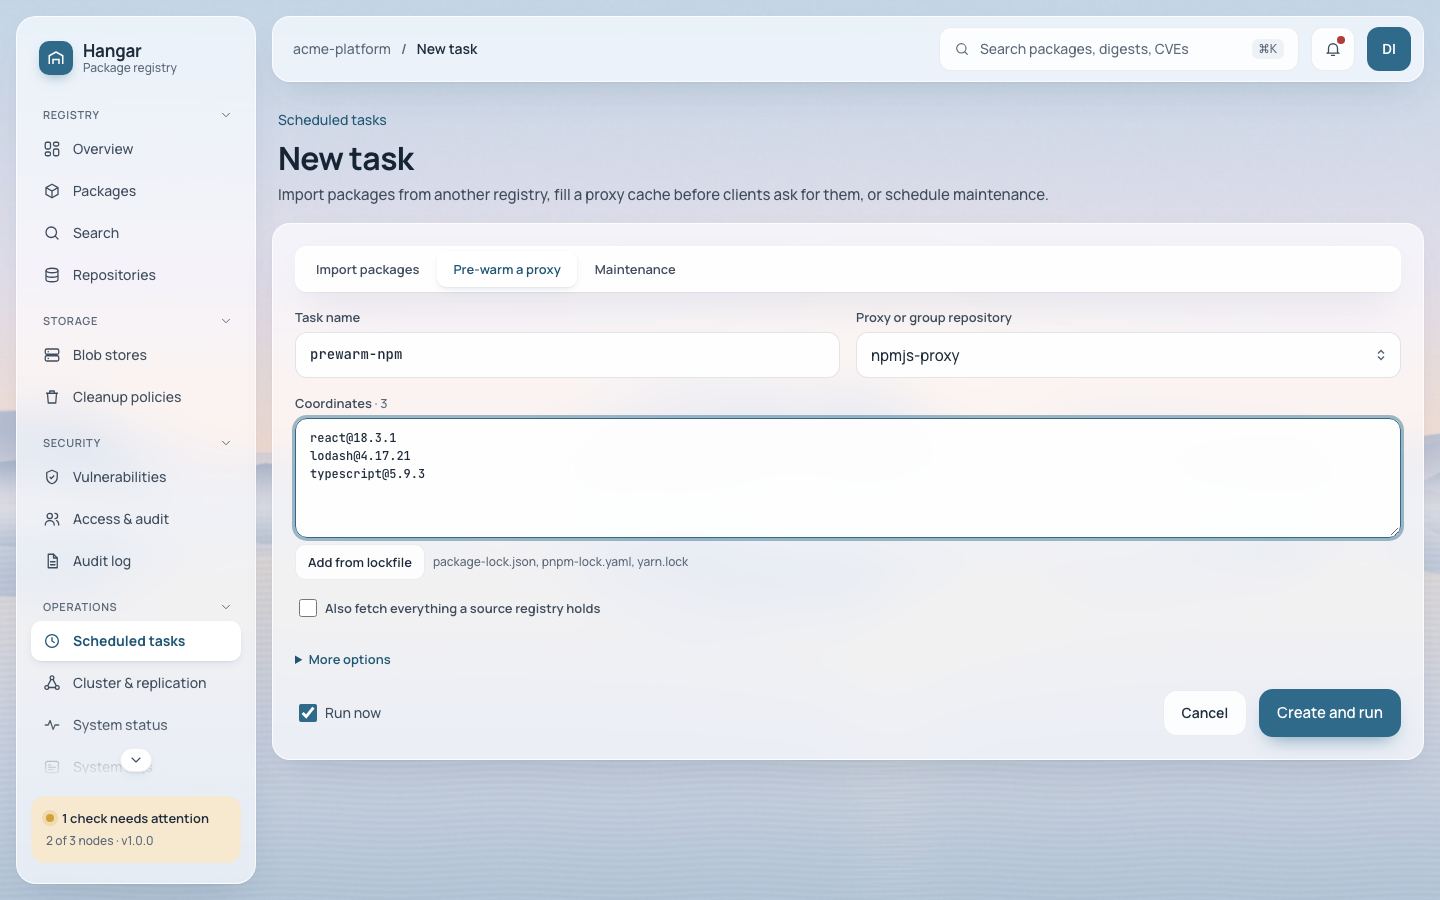 Hangar
Package registry
REGISTRY
Overview
Packages
Search
Repositories
STORAGE
Blob stores
Cleanup policies
SECURITY
Vulnerabilities
Access & audit
Audit log
OPERATIONS
Scheduled tasks
Cluster & replication
System status
System
1 check needs attention
2 of 3 nodes · v1.0.0
acme-platform / New task
Search packages, digests, CVEs
⌘K
DI
Scheduled tasks
New task
Import packages from another registry, fill a proxy cache before clients ask for them, or schedule maintenance.
Import packages
Pre-warm a proxy
Maintenance
Task name
prewarm-npm
Proxy or group repository
npmjs-proxy
Coordinates · 3
react@18.3.1
lodash@4.17.21
typescript@5.9.3
Add from lockfile
package-lock.json, pnpm-lock.yaml, yarn.lock
Also fetch everything a source registry holds
More options
Run now
Cancel
Create and run